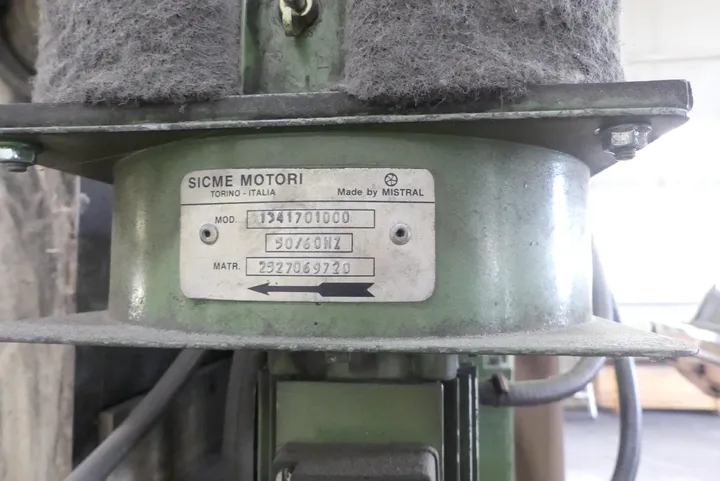 SICME MOTORI
TORINO - ITALIA
Made by MISTRAL
MOD. 1341701000
50/60HZ
MATR. 2527069720